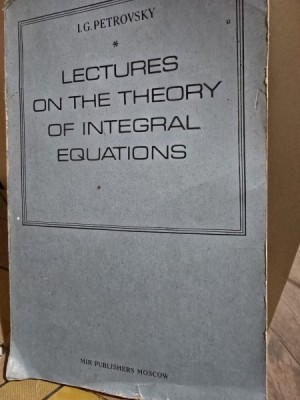 I.G. PETROVSKY
*
LECTURES
ON THE THEORY
OF INTEGRAL
EQUATIONS
MIR PUBLISHERS MOSCOW